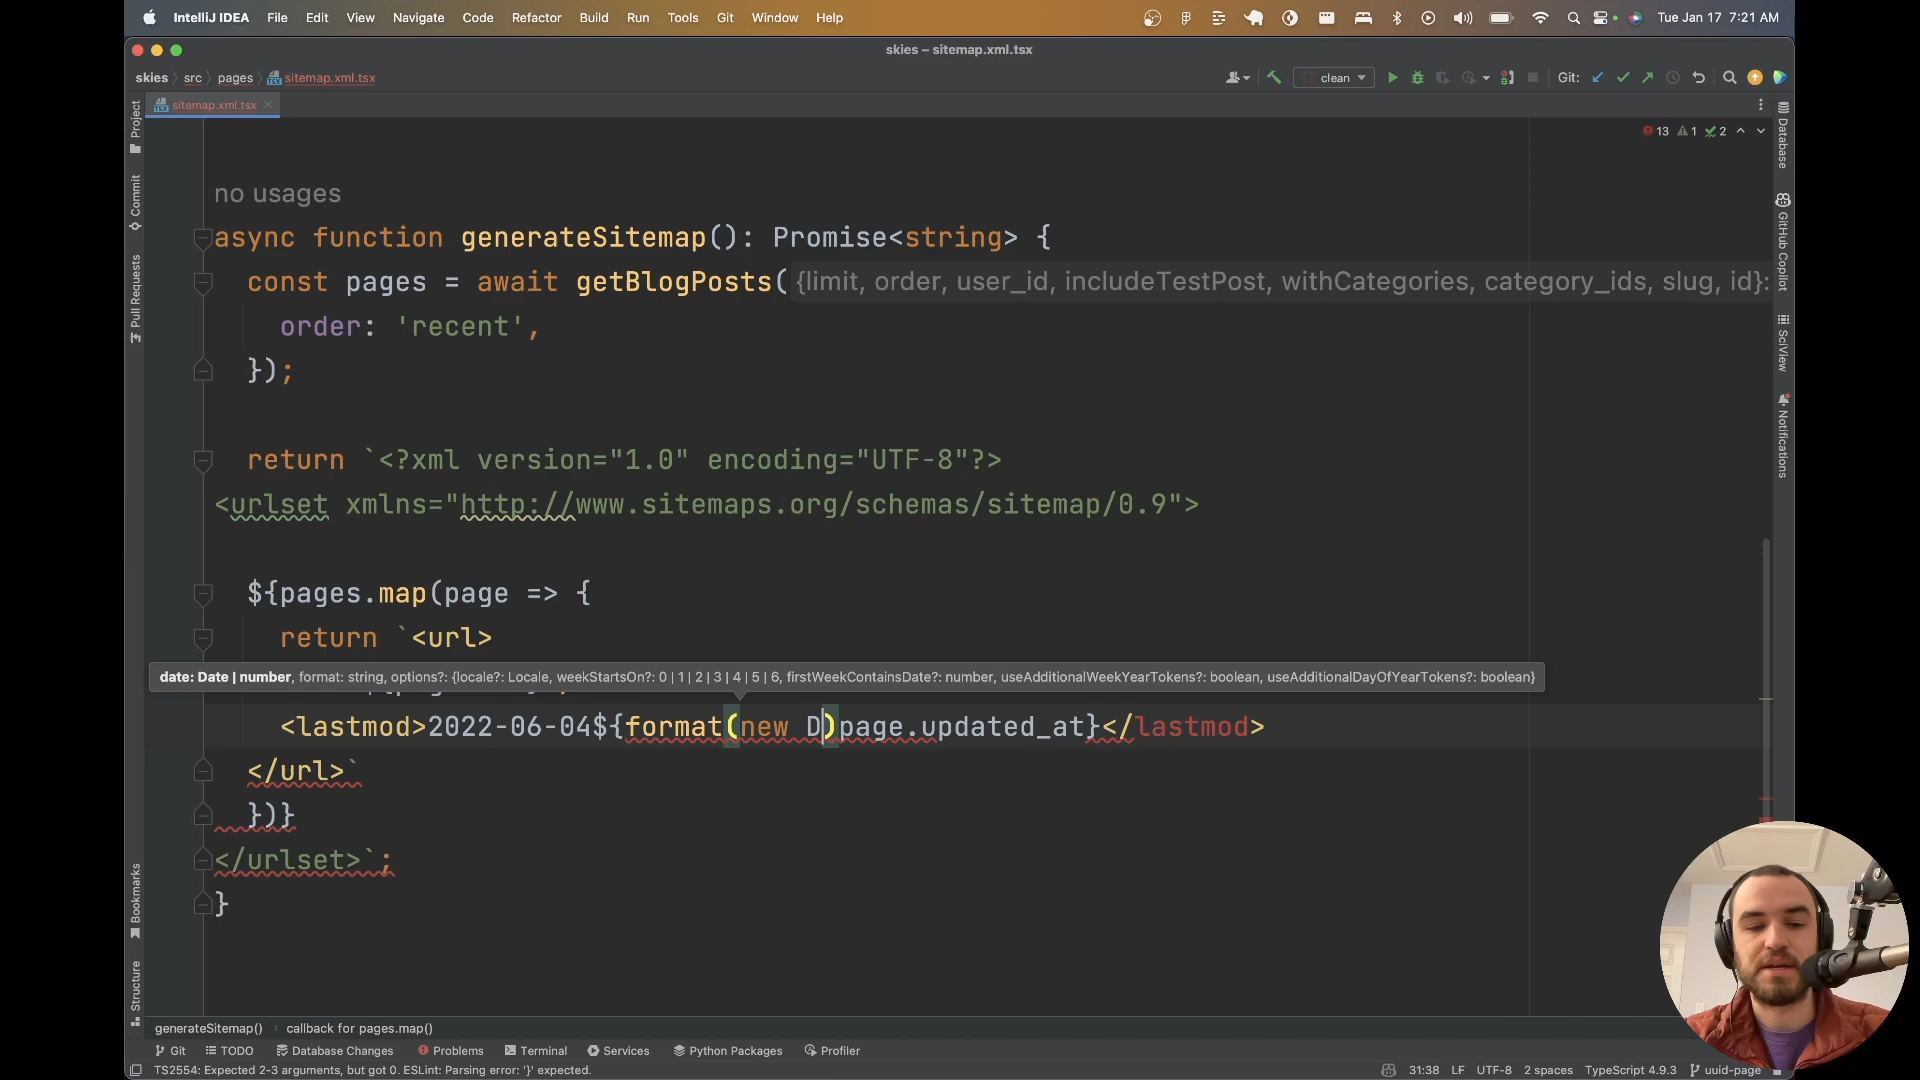 IntelliJ IDEA File Edit View Navigate Code Refactor Build Run Tools Git Window Help Tue Jan 17 7:21 AM
skies – sitemap.xml.tsx
skies src pages sitemap.xml.tsx clean Git:
sitemap.xml.tsx
13 1 2
Project
Commit
Pull Requests
Bookmarks
Structure
Database
GitHub Copilot
SciView
Notifications
no usages
async function generateSitemap(): Promise<string> {
const pages = await getBlogPosts( {limit, order, user_id, includeTestPost, withCategories, category_ids, slug, id}:
order: 'recent',
});
return `<?xml version="1.0" encoding="UTF-8"?>
<urlset xmlns="http://www.sitemaps.org/schemas/sitemap/0.9">
${pages.map(page => {
return `<url>
date: Date | number, format: string, options?: {locale?: Locale, weekStartsOn?: 0 | 1 | 2 | 3 | 4 | 5 | 6, firstWeekContainsDate?: number, useAdditionalWeekYearTokens?: boolean, useAdditionalDayOfYearTokens?: boolean}
<lastmod>2022-06-04${format(new D)page.updated_at}</lastmod>
</url>`
})}
</urlset>`;
}
generateSitemap() callback for pages.map()
Git TODO Database Changes Problems Terminal Services Python Packages Profiler
TS2554: Expected 2-3 arguments, but got 0. ESLint: Parsing error: '}' expected. 31:38 LF UTF-8 2 spaces TypeScript 4.9.3 uuid-page